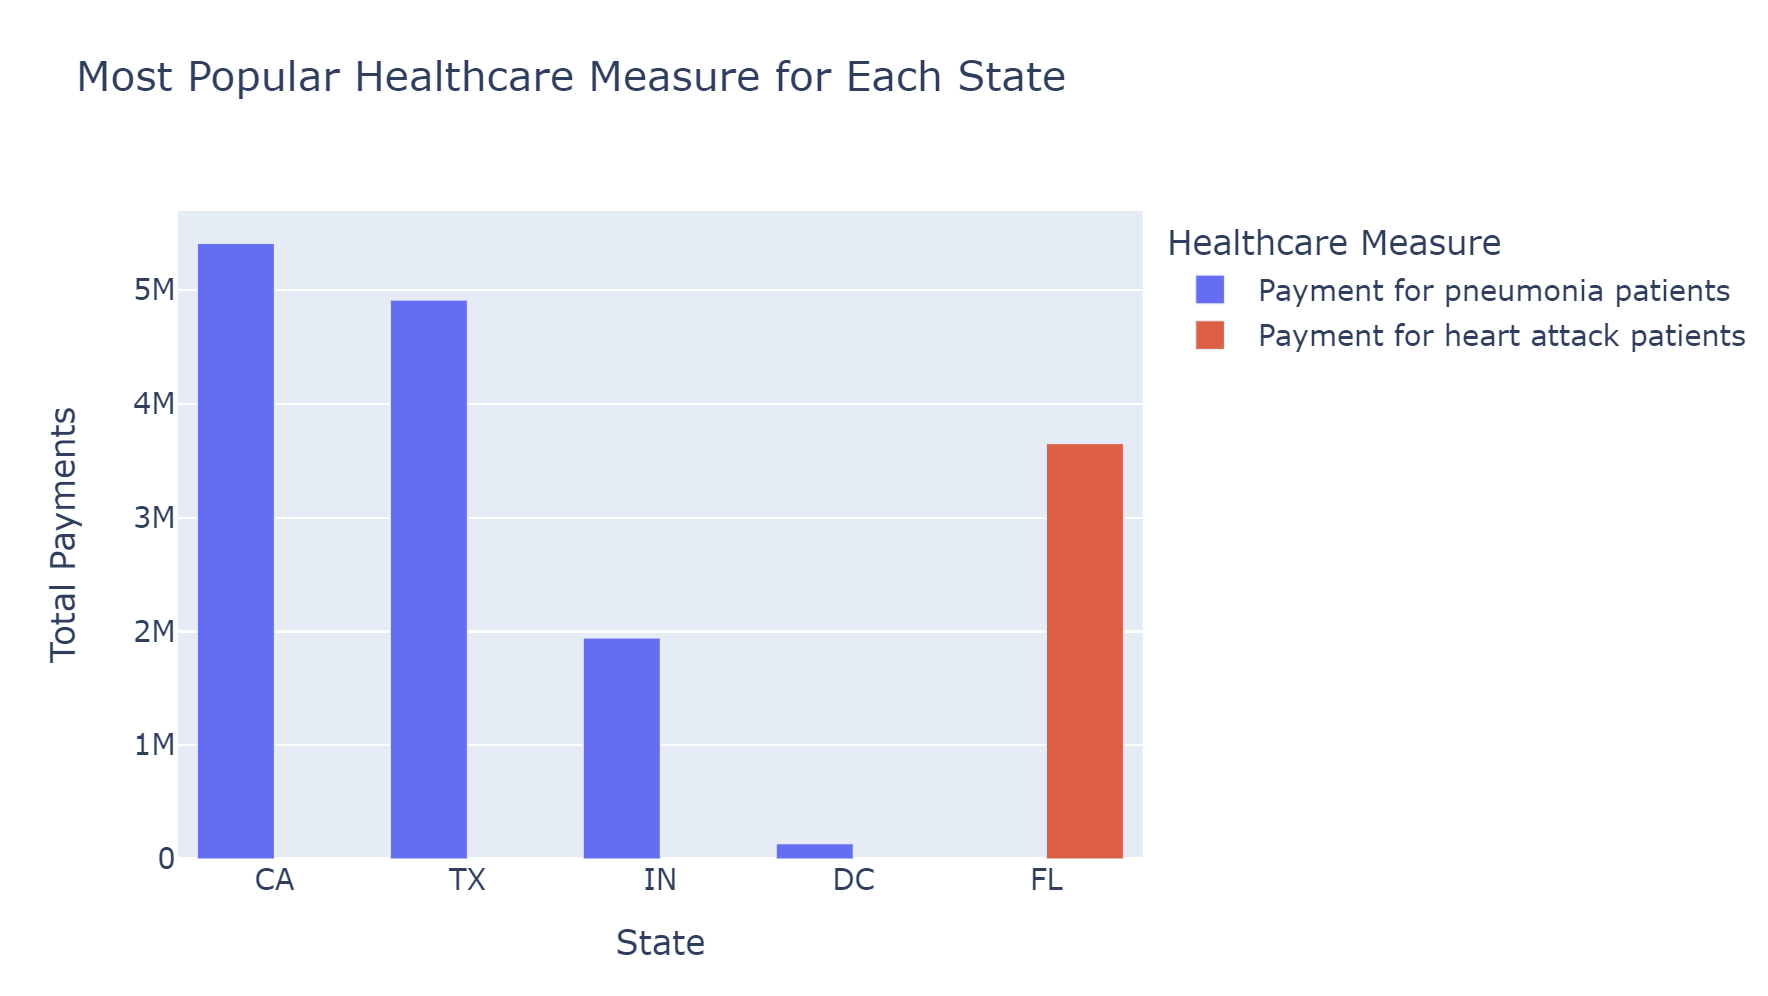 Most Popular Healthcare Measure for Each State
Healthcare Measure
Payment for pneumonia patients
Payment for heart attack patients
5M
4M
3M
2M
1M
0
Total Payments
CA TX IN DC FL
State